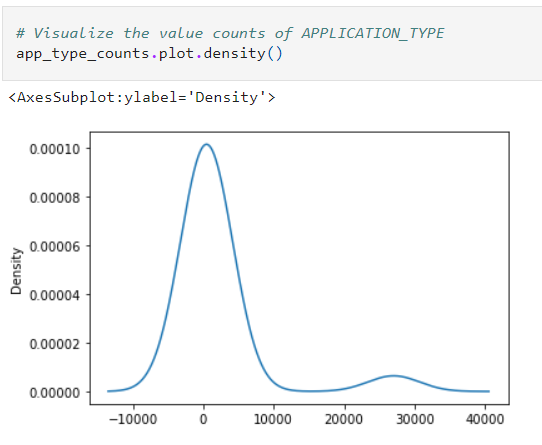 # Visualize the value counts of APPLICATION_TYPE
app_type_counts.plot.density()
<AxesSubplot:ylabel='Density'>
0.00010
0.00008
0.00006
0.00004
0.00002
0.00000
Density
−10000 0 10000 20000 30000 40000